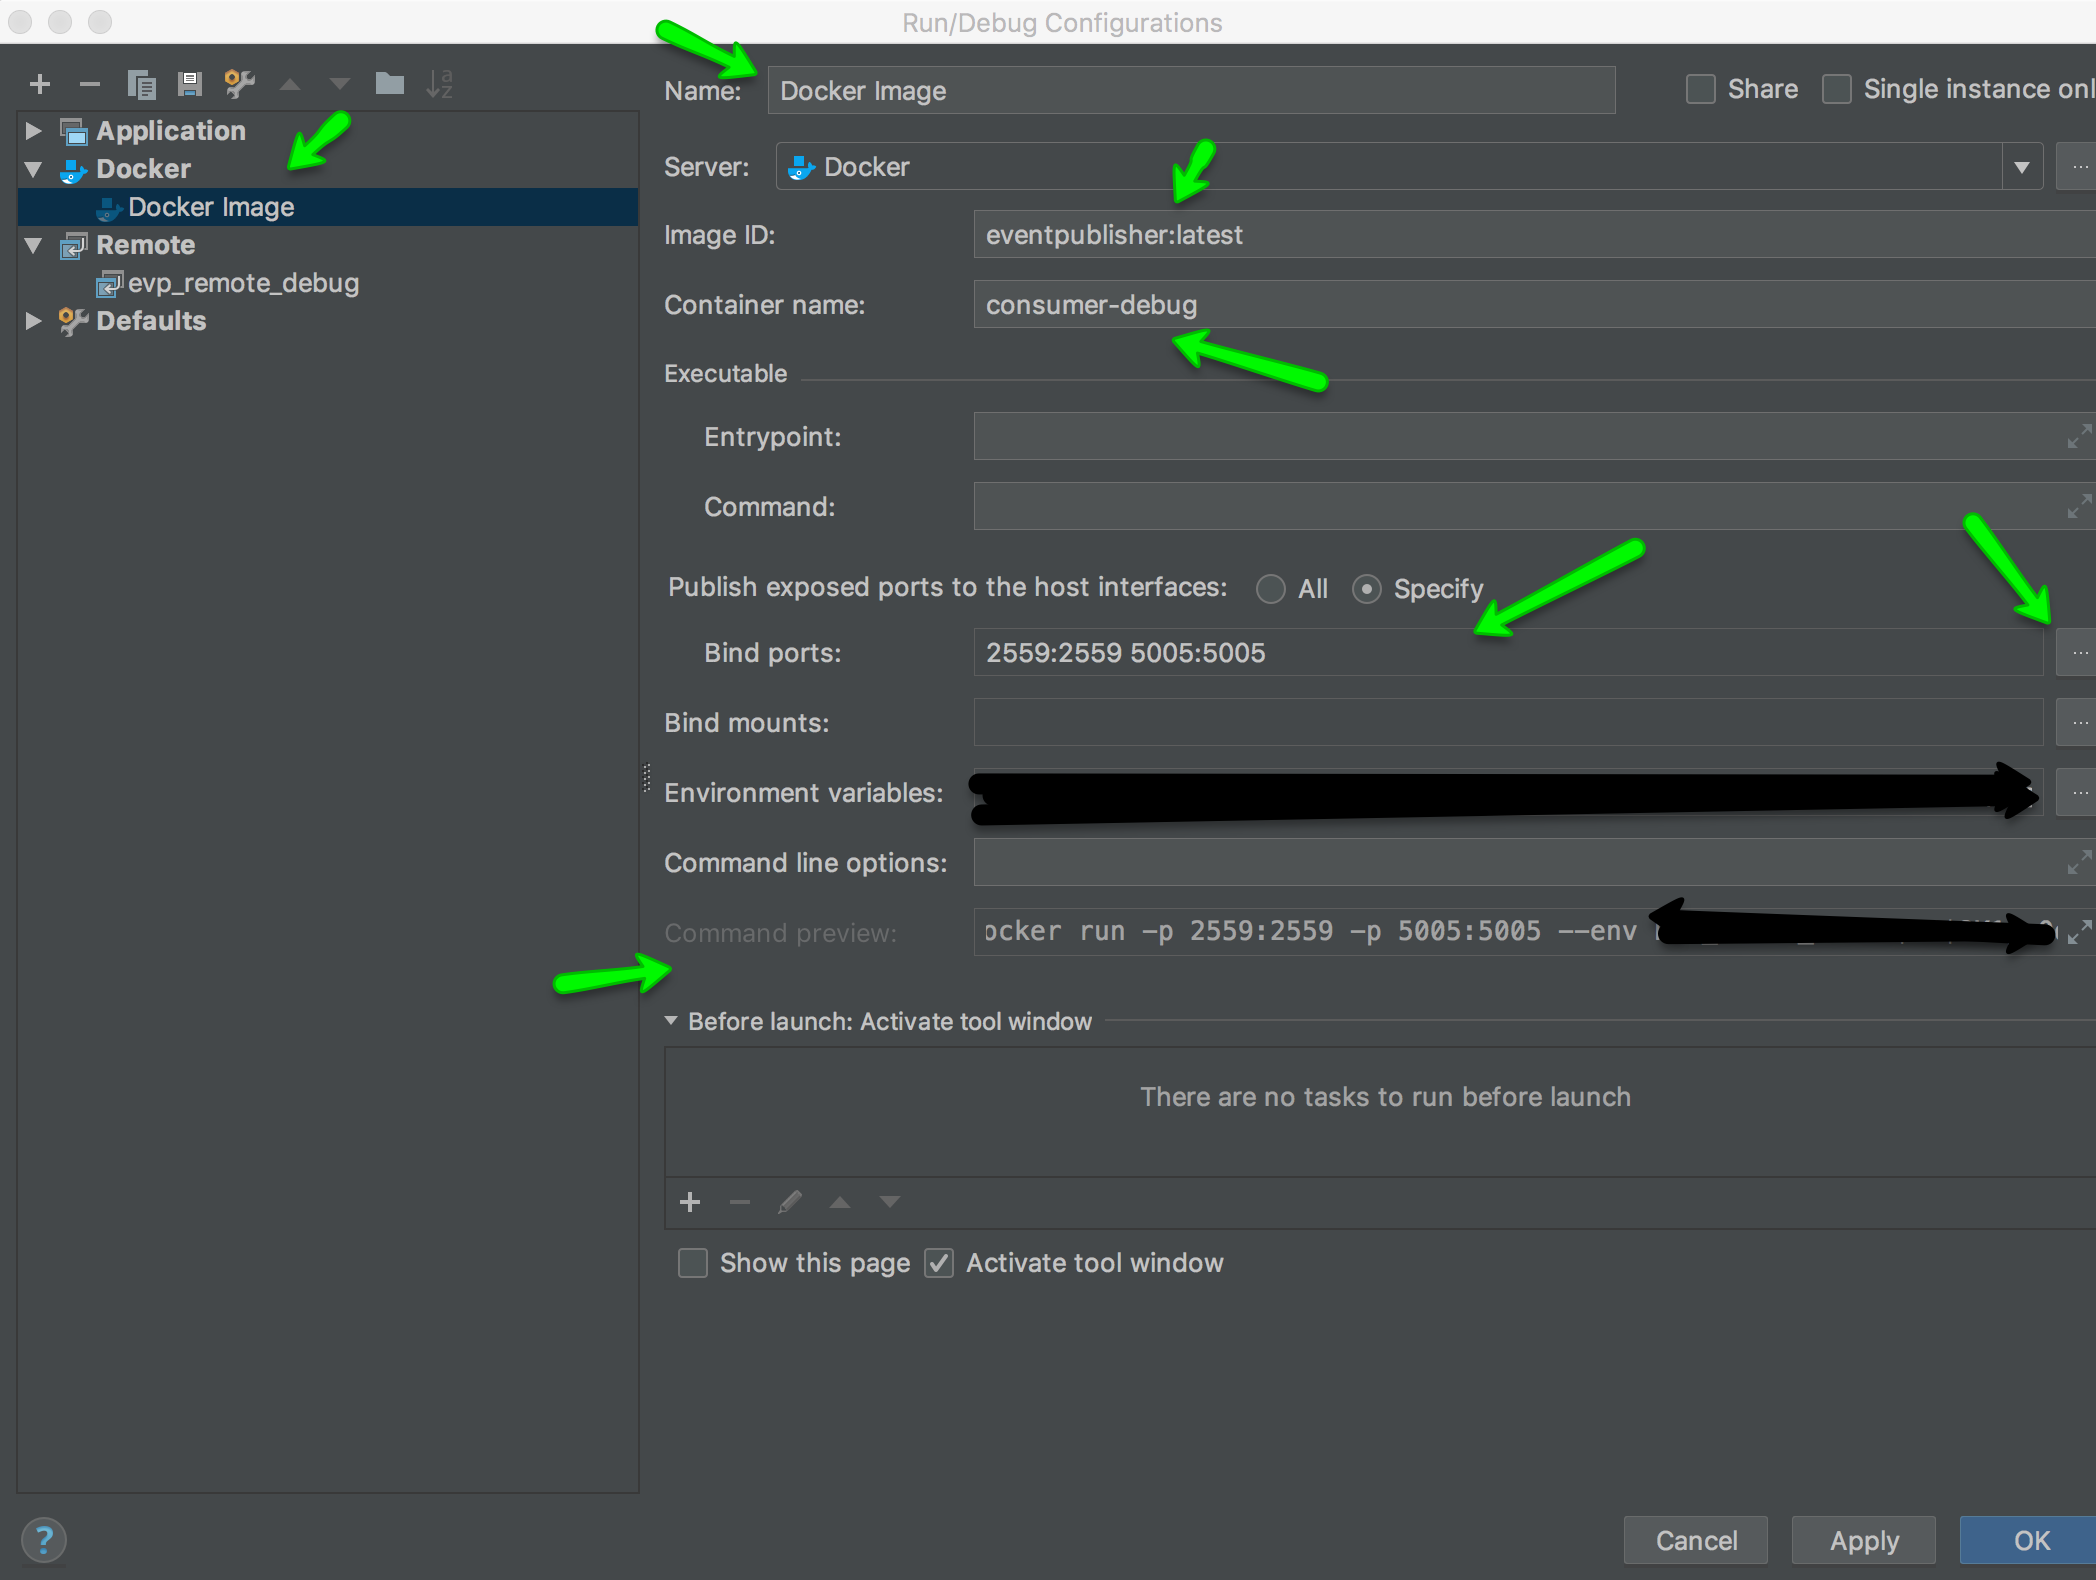 Run/Debug Configurations
Application
Docker
Docker Image
Remote
evp_remote_debug
Defaults
Name: Docker Image Share Single instance
Server: Docker
Image ID: eventpublisher:latest
Container name: consumer-debug
Executable
Entrypoint:
Command:
Publish exposed ports to the host interfaces: All Specify
Bind ports: 2559:2559 5005:5005
Bind mounts:
Environment variables:
Command line options:
Command preview: ocker run -p 2559:2559 -p 5005:5005 --env
Before launch: Activate tool window
There are no tasks to run before launch
Show this page Activate tool window
? Cancel Apply OK